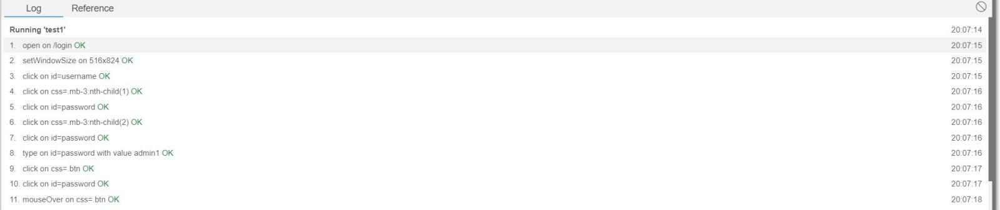 Log Reference
Running 'test1' 20:07:14
1. open on /login OK 20:07:15
2. setWindowSize on 516x824 OK 20:07:15
3. click on id=username OK 20:07:15
4. click on css=.mb-3:nth-child(1) OK 20:07:16
5. click on id=password OK 20:07:16
6. click on css=.mb-3:nth-child(2) OK 20:07:16
7. click on id=password OK 20:07:16
8. type on id=password with value admin1 OK 20:07:16
9. click on css=.btn OK 20:07:17
10. click on id=password OK 20:07:17
11. mouseOver on css=.btn OK 20:07:18